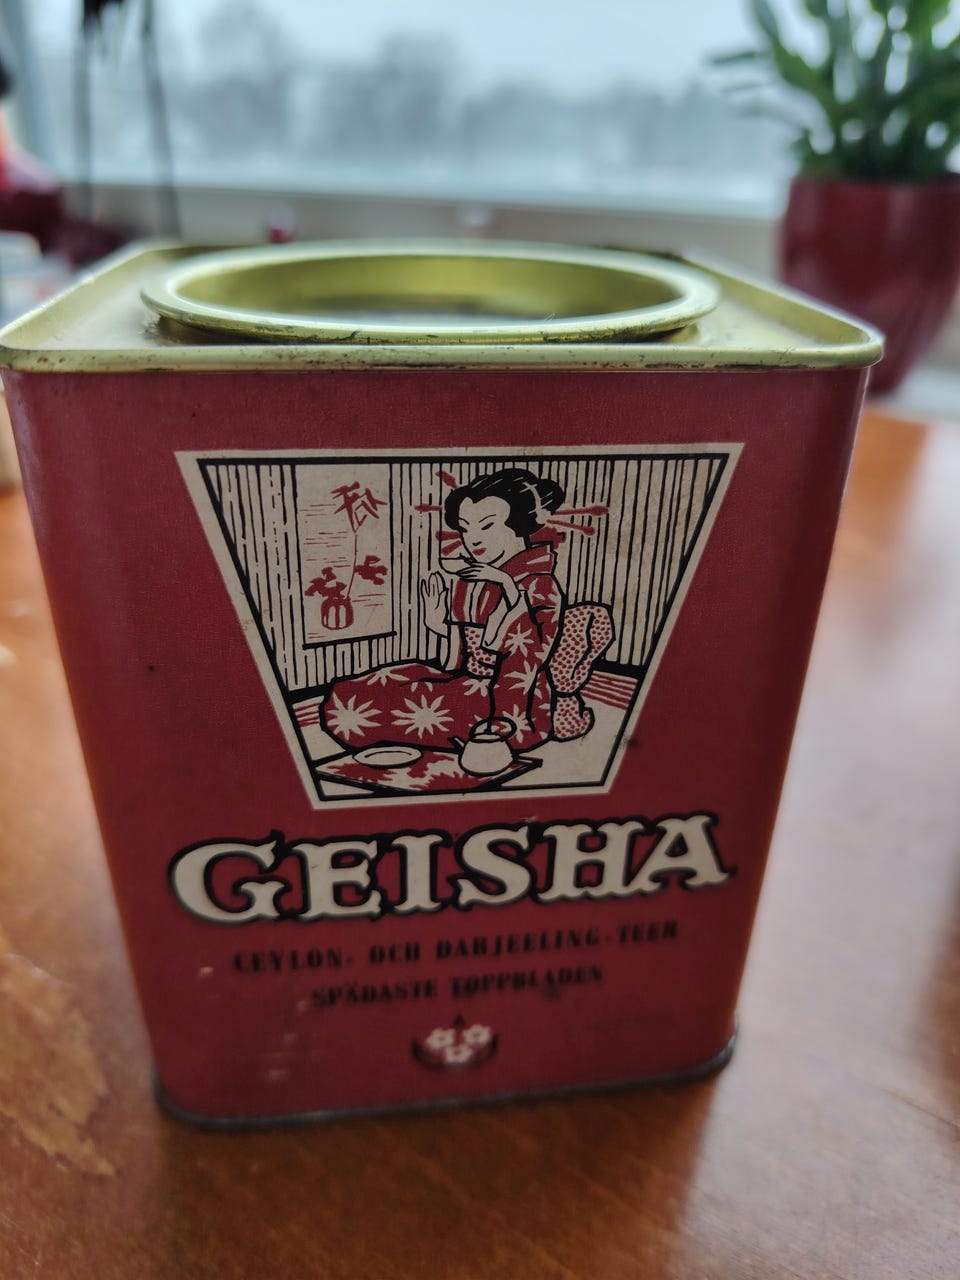 GEISHA
CEYLON- OCH DARJEELING-TEER
SPÄDASTE TOPPBLADEN